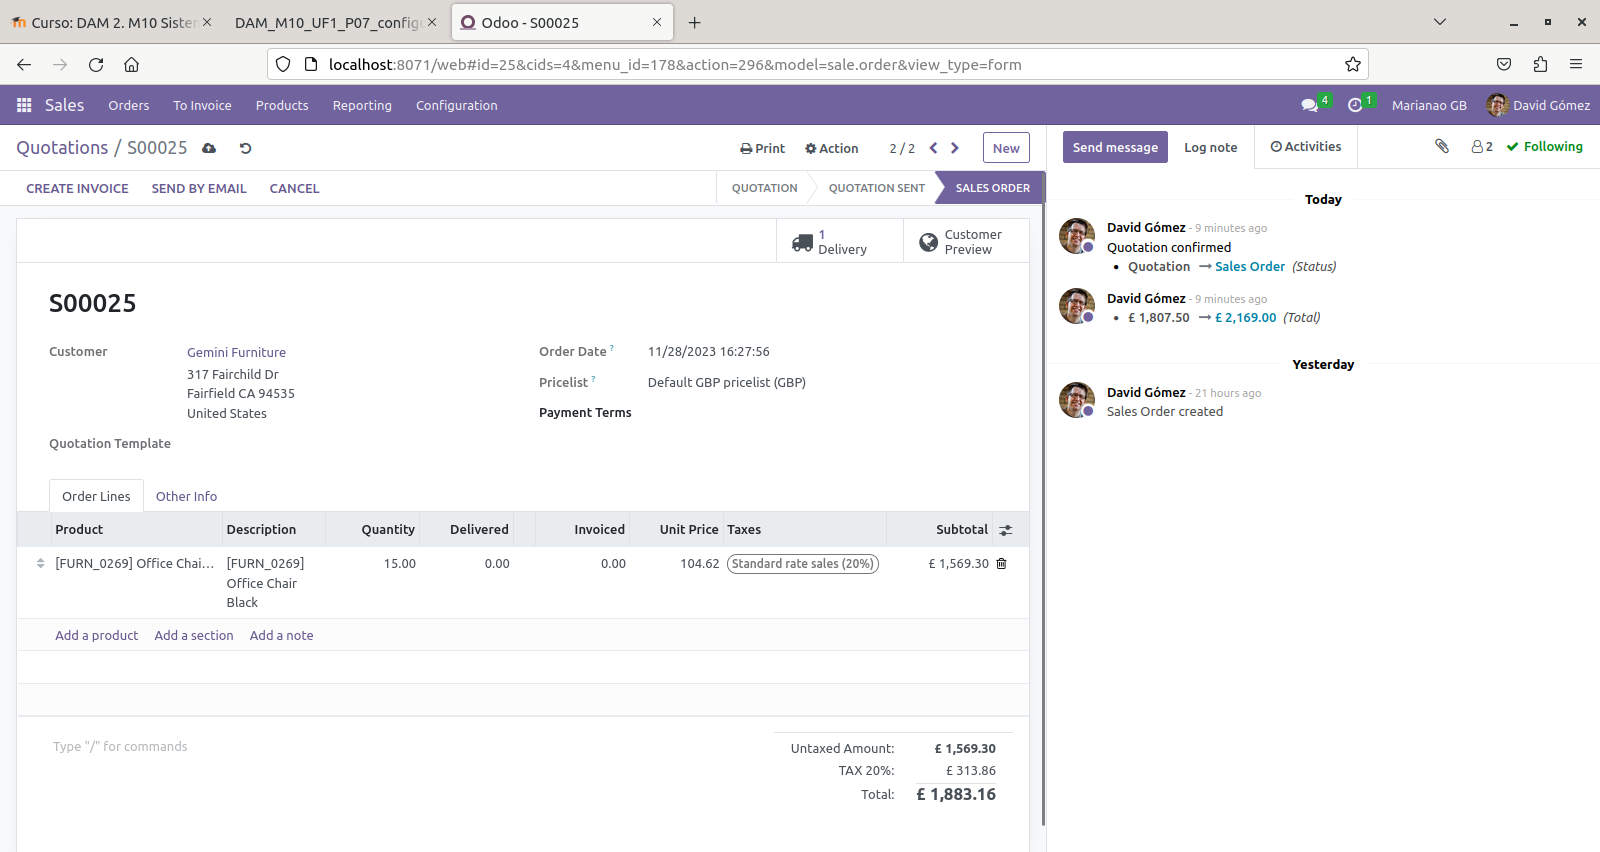 Curso: DAM 2. M10 Sister
DAM_M10_UF1_P07_config
Odoo - S00025
localhost:8071/web#id=25&cids=4&menu_id=178&action=296&model=sale.order&view_type=form
Sales Orders To Invoice Products Reporting Configuration
4 1 Marianao GB David Gómez
Quotations / S00025
Print Action 2 / 2 New
Send message Log note Activities 2 Following
CREATE INVOICE SEND BY EMAIL CANCEL
QUOTATION QUOTATION SENT SALES ORDER
1
Delivery
Customer
Preview
S00025
Customer Gemini Furniture
317 Fairchild Dr
Fairfield CA 94535
United States
Quotation Template
Order Date ? 11/28/2023 16:27:56
Pricelist ? Default GBP pricelist (GBP)
Payment Terms
Order Lines Other Info
Product Description Quantity Delivered Invoiced Unit Price Taxes Subtotal
[FURN_0269] Office Chai... [FURN_0269] 15.00 0.00 0.00 104.62 Standard rate sales (20%) £ 1,569.30
Office Chair
Black
Add a product Add a section Add a note
Type "/" for commands
Untaxed Amount: £ 1,569.30
TAX 20%: £ 313.86
Total: £ 1,883.16
Today
David Gómez - 9 minutes ago
Quotation confirmed
• Quotation → Sales Order (Status)
David Gómez - 9 minutes ago
• £ 1,807.50 → £ 2,169.00 (Total)
Yesterday
David Gómez - 21 hours ago
Sales Order created